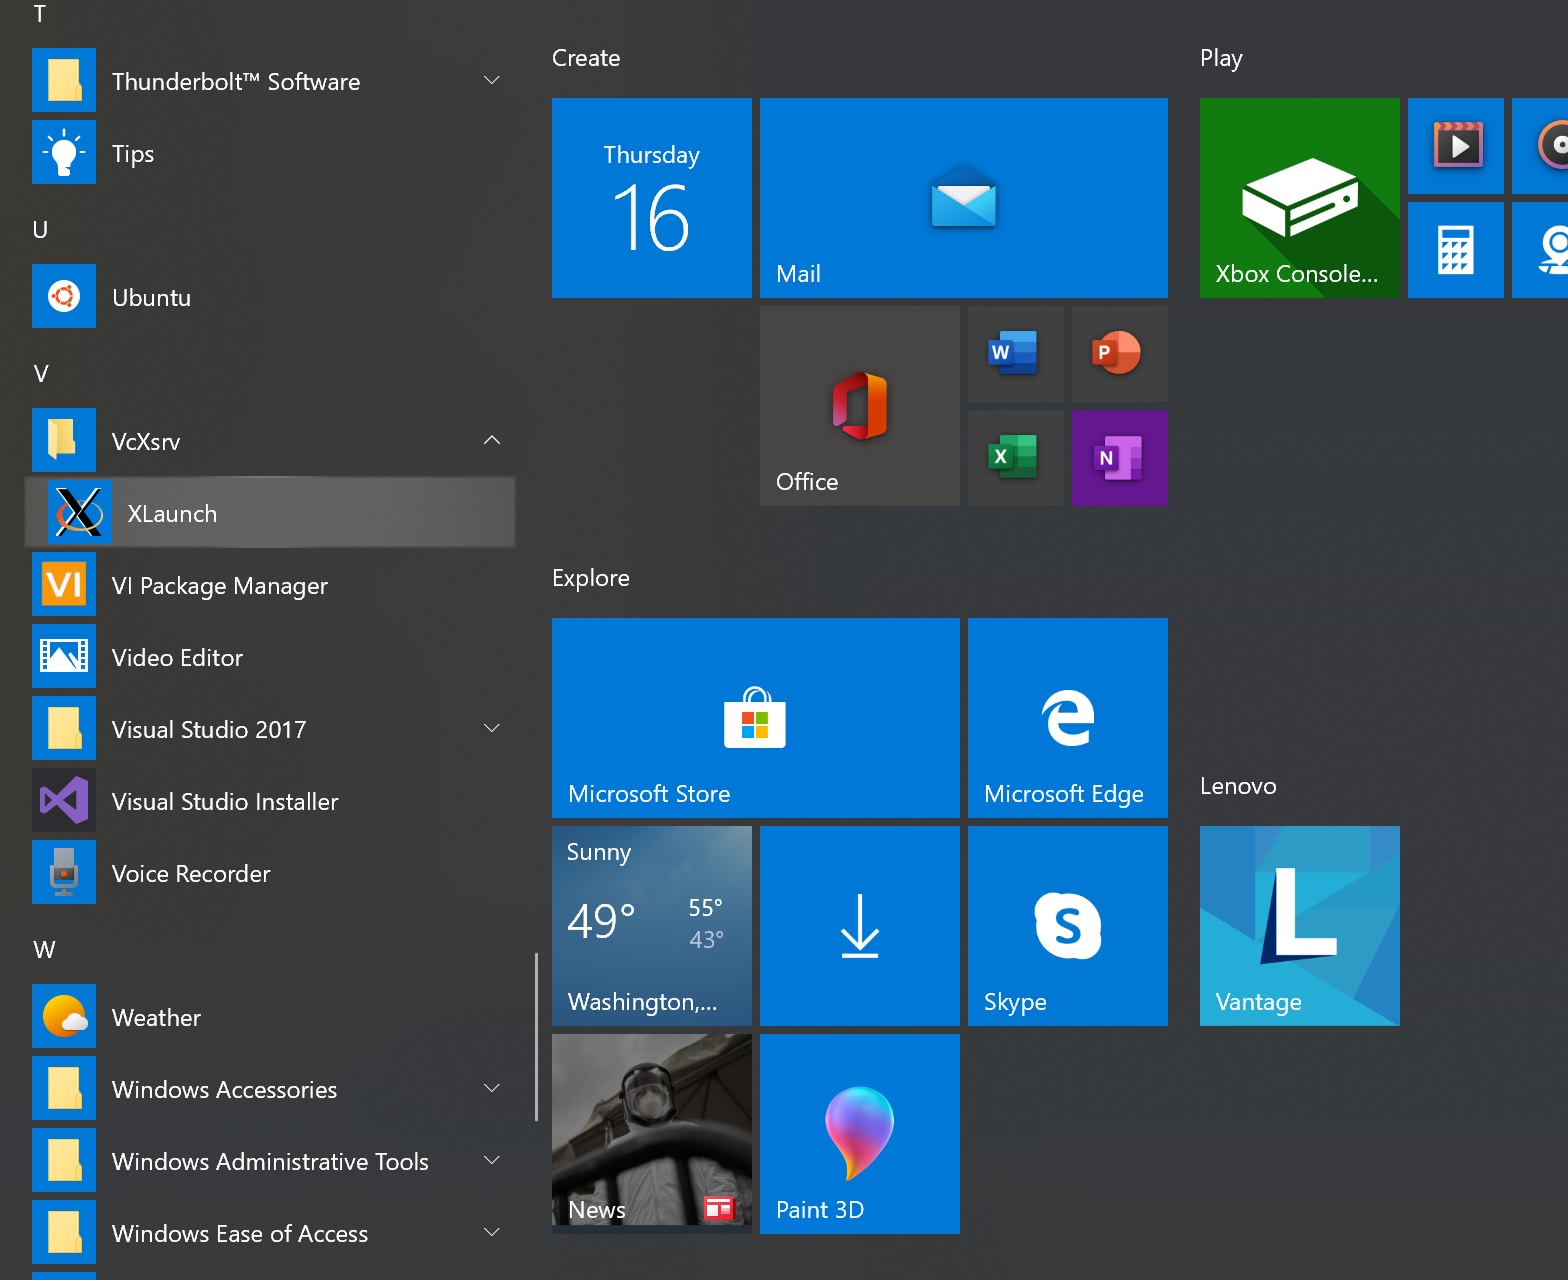 T
Thunderbolt™ Software
Tips
U
Ubuntu
V
VcXsrv
XLaunch
VI
VI Package Manager
Video Editor
Visual Studio 2017
Visual Studio Installer
Voice Recorder
W
Weather
Windows Accessories
Windows Administrative Tools
Windows Ease of Access
Create
Thursday
16
Mail
Office
W
P
X
N
Explore
Microsoft Store
Microsoft Edge
Sunny
49°
55°
43°
Washington,...
S
Skype
News
Paint 3D
Play
Xbox Console...
Lenovo
L
Vantage